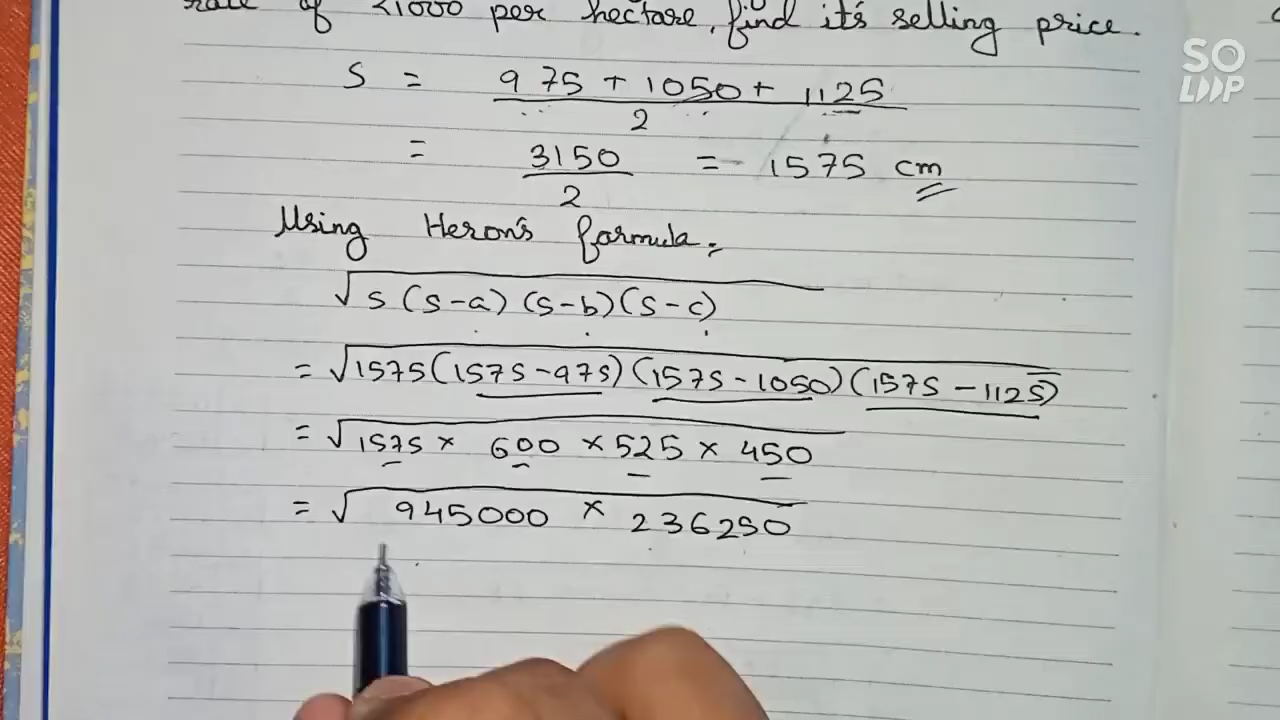 rate of ₹1000 per hectare, find it's selling price.
SO
LDP
S = 975 + 1050 + 1125
2
= 3150 = 1575 cm
2
Using Heron's formula,
√s (s-a) (s-b) (s-c)
= √1575 (1575 - 975) (1575 - 1050) (1575 - 1125)
= √1575 × 600 × 525 × 450
= √945000 × 236250